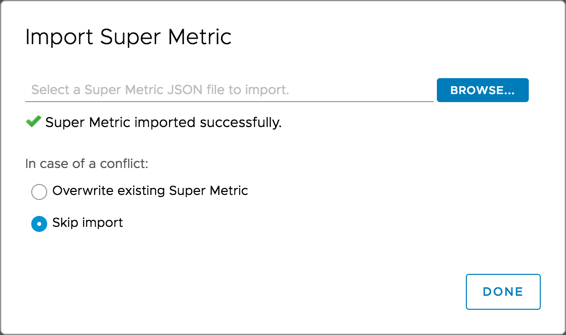 Import Super Metric
Select a Super Metric JSON file to import.
BROWSE...
Super Metric imported successfully.
In case of a conflict:
Overwrite existing Super Metric
Skip import
DONE